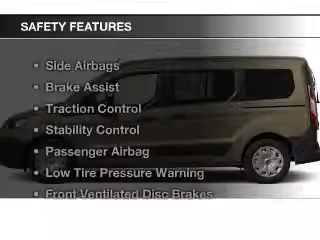 SAFETY FEATURES
• Side Airbags
• Brake Assist
• Traction Control
• Stability Control
• Passenger Airbag
• Low Tire Pressure Warning
• Front Ventilated Disc Brakes